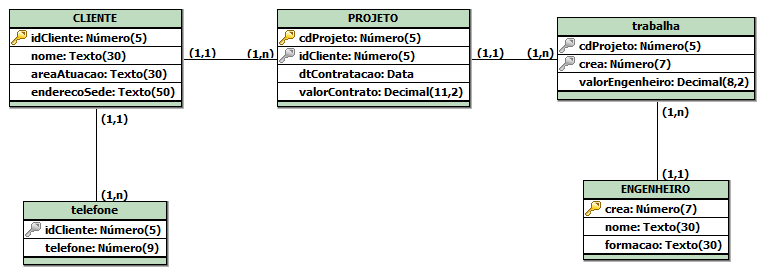 CLIENTE
idCliente: Número(5)
nome: Texto(30)
areaAtuacao: Texto(30)
enderecoSede: Texto(50)
(1,1)
(1,n)
PROJETO
cdProjeto: Número(5)
idCliente: Número(5)
dtContratacao: Data
valorContrato: Decimal(11,2)
(1,1)
(1,n)
trabalha
cdProjeto: Número(5)
crea: Número(7)
valorEngenheiro: Decimal(8,2)
(1,1)
(1,n)
telefone
idCliente: Número(5)
telefone: Número(9)
(1,n)
(1,1)
ENGENHEIRO
crea: Número(7)
nome: Texto(30)
formacao: Texto(30)